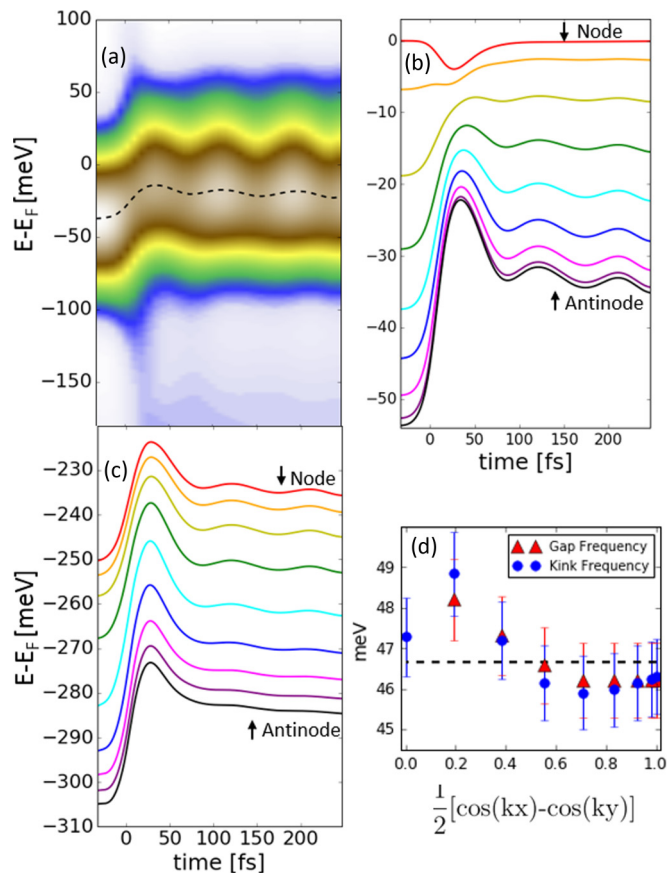 (a)
E-E_F [meV]
100
50
0
−50
−100
−150
(b)
Node
0
−10
−20
−30
−40
−50
Antinode
0 50 100 150 200
time [fs]
(c)
Node
E-E_F [meV]
−230
−240
−250
−260
−270
−280
−290
−300
−310
Antinode
0 50 100 150 200
time [fs]
(d)
Gap Frequency
Kink Frequency
meV
49
48
47
46
45
0.0 0.2 0.4 0.6 0.8 1.0
1/2[cos(kx)-cos(ky)]